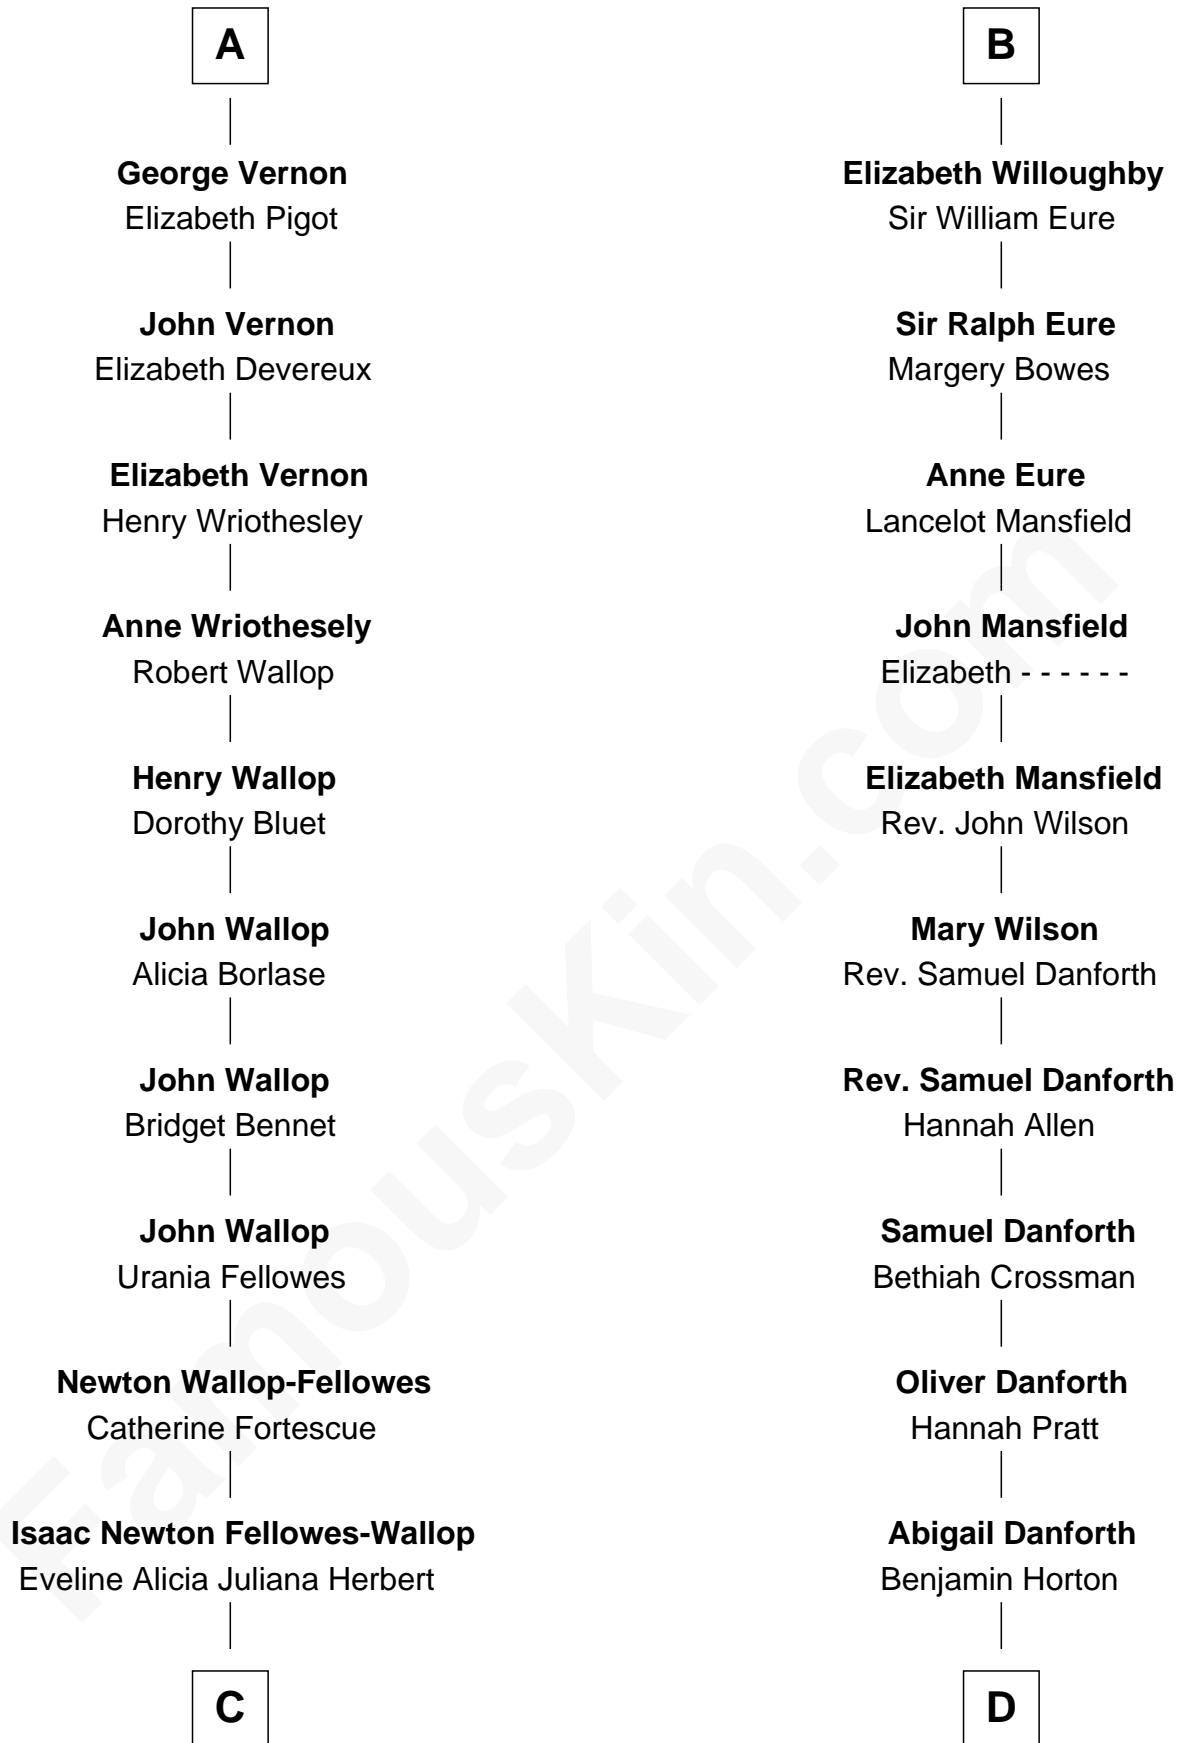 A
George Vernon
Elizabeth Pigot
John Vernon
Elizabeth Devereux
Elizabeth Vernon
Henry Wriothesley
Anne Wriothesely
Robert Wallop
Henry Wallop
Dorothy Bluet
John Wallop
Alicia Borlase
John Wallop
Bridget Bennet
John Wallop
Urania Fellowes
Newton Wallop-Fellowes
Catherine Fortescue
Isaac Newton Fellowes-Wallop
Eveline Alicia Juliana Herbert
C
B
Elizabeth Willoughby
Sir William Eure
Sir Ralph Eure
Margery Bowes
Anne Eure
Lancelot Mansfield
John Mansfield
Elizabeth - - - - - -
Elizabeth Mansfield
Rev. John Wilson
Mary Wilson
Rev. Samuel Danforth
Rev. Samuel Danforth
Hannah Allen
Samuel Danforth
Bethiah Crossman
Oliver Danforth
Hannah Pratt
Abigail Danforth
Benjamin Horton
D
FamousKin.com